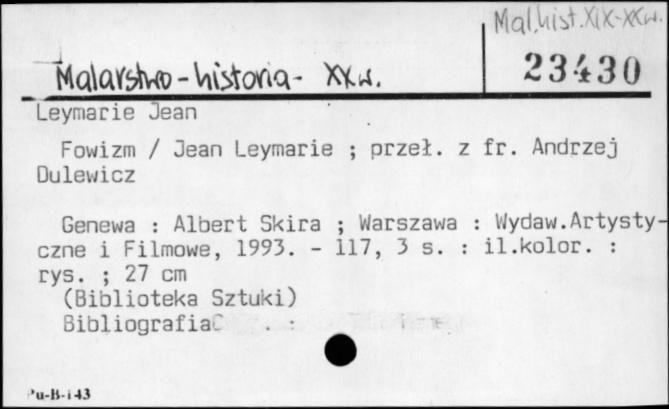 Mal.hist.XIX-XXw.
Malarstwo-historia- XXw.
23430
Leymarie Jean
Fowizm / Jean Leymarie ; przeł. z fr. Andrzej
Dulewicz
Genewa : Albert Skira ; Warszawa : Wydaw.Artysty-
czne i Filmowe, 1993. - 117, 3 s. : il.kolor. :
rys. ; 27 cm
(Biblioteka Sztuki)
Bibliografia
Pu-B-143